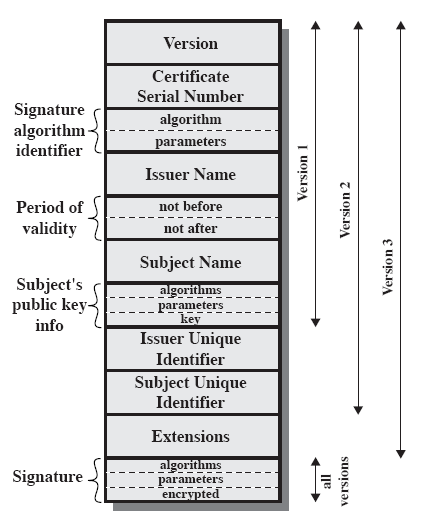 Version
Certificate
Serial Number
Signature
algorithm
identifier
algorithm
parameters
Issuer Name
Period of
validity
not before
not after
Subject Name
Subject's
public key
info
algorithms
parameters
key
Issuer Unique
Identifier
Subject Unique
Identifier
Extensions
Signature
algorithms
parameters
encrypted
Version 1
Version 2
Version 3
all
versions